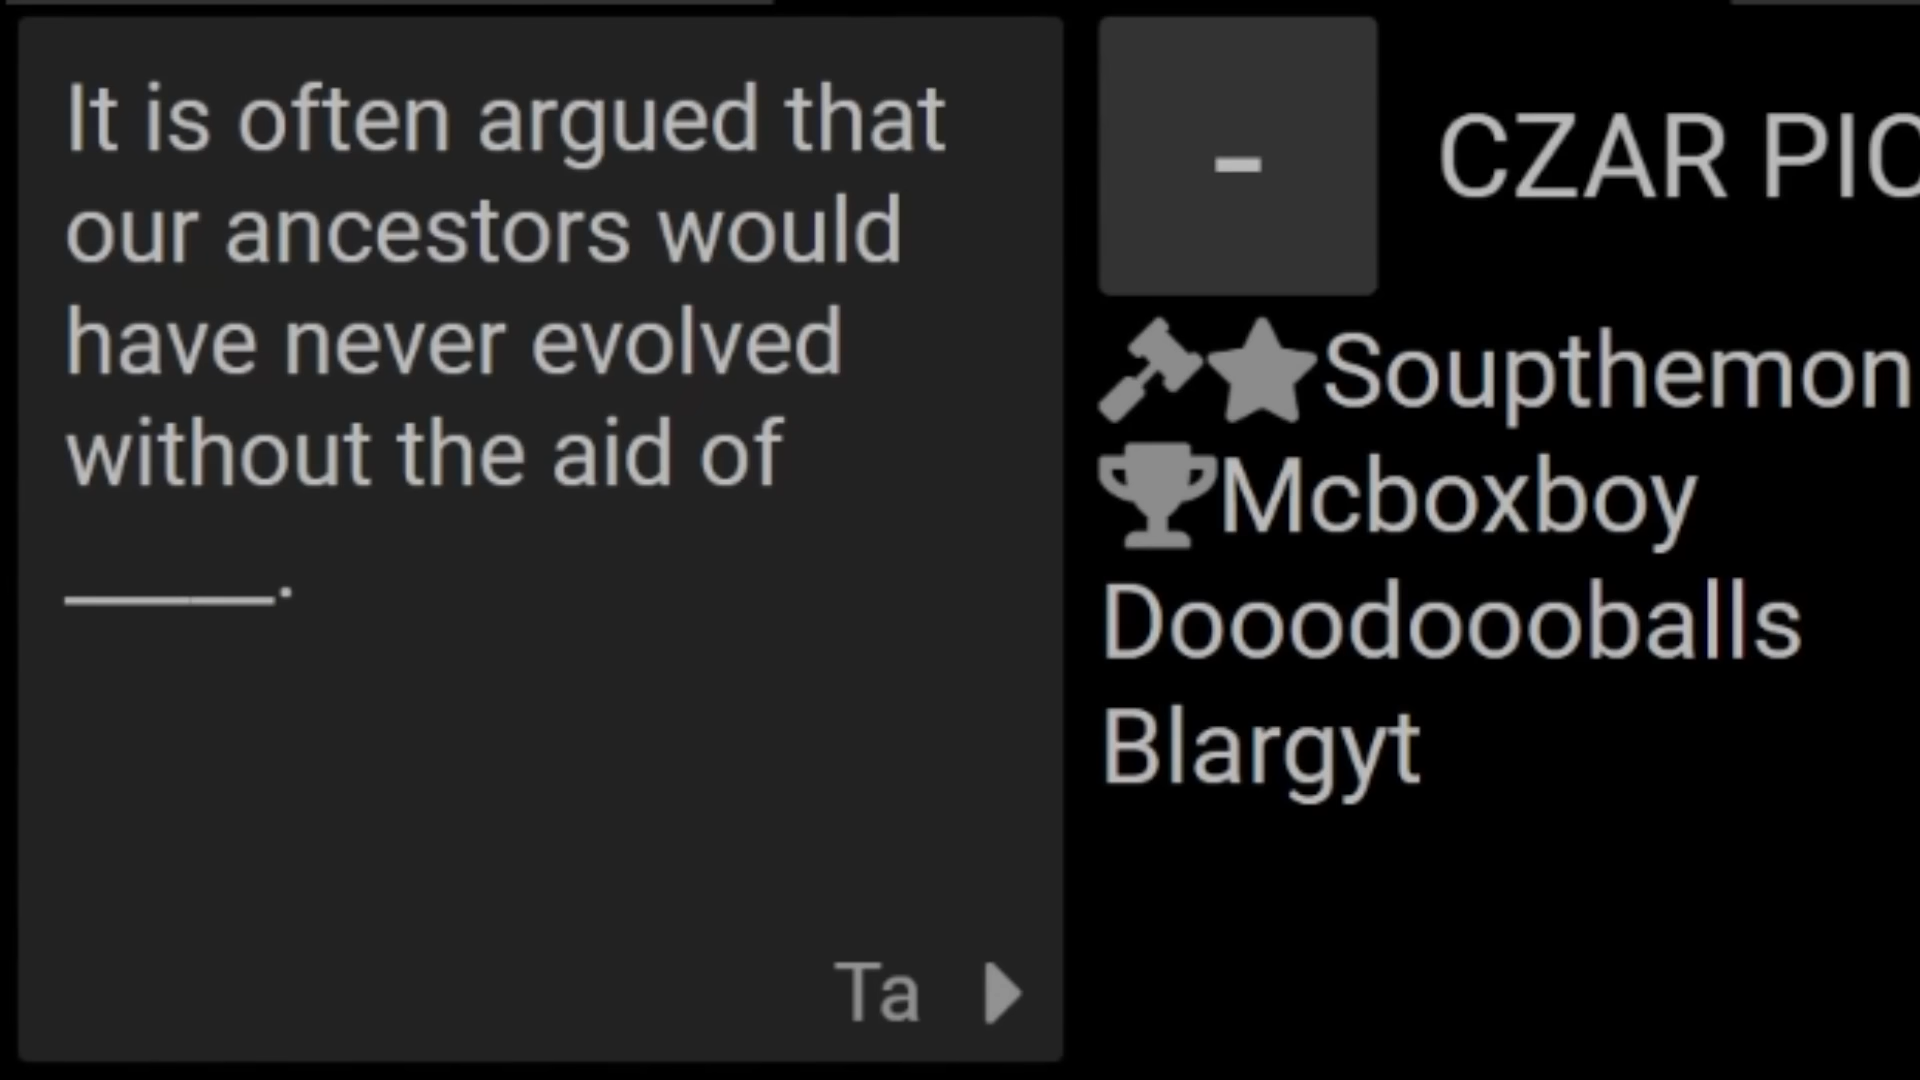 It is often argued that
our ancestors would
have never evolved
without the aid of
______.
Ta
-
CZAR PIC
Soupthemon
Mcboxboy
Dooodoooballs
Blargyt